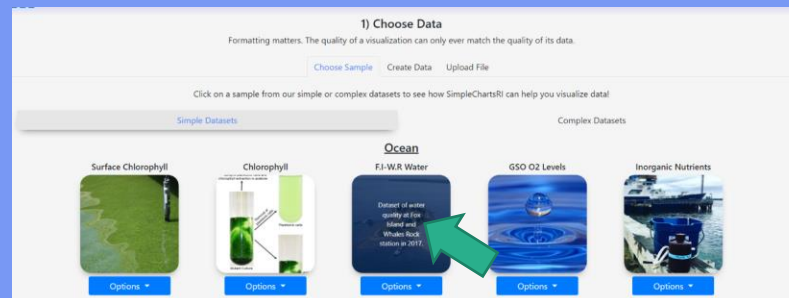 1) Choose Data
Formatting matters. The quality of a visualization can only ever match the quality of its data.
Choose Sample Create Data Upload File
Click on a sample from our simple or complex datasets to see how SimpleChartsRI can help you visualize data!
Simple Datasets Complex Datasets
Ocean
Surface Chlorophyll Chlorophyll F.I-W.R Water GSO O2 Levels Inorganic Nutrients
Dataset of water
quality at Fox
Island and
Whales Rock
station in 2017.
Options Options Options Options Options